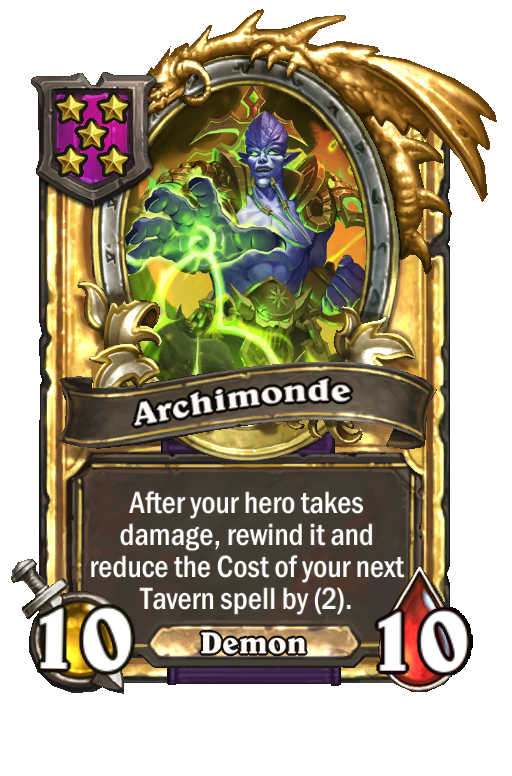 Archimonde
After your hero takes
damage, rewind it and
reduce the Cost of your next
Tavern spell by (2).
10
Demon
10